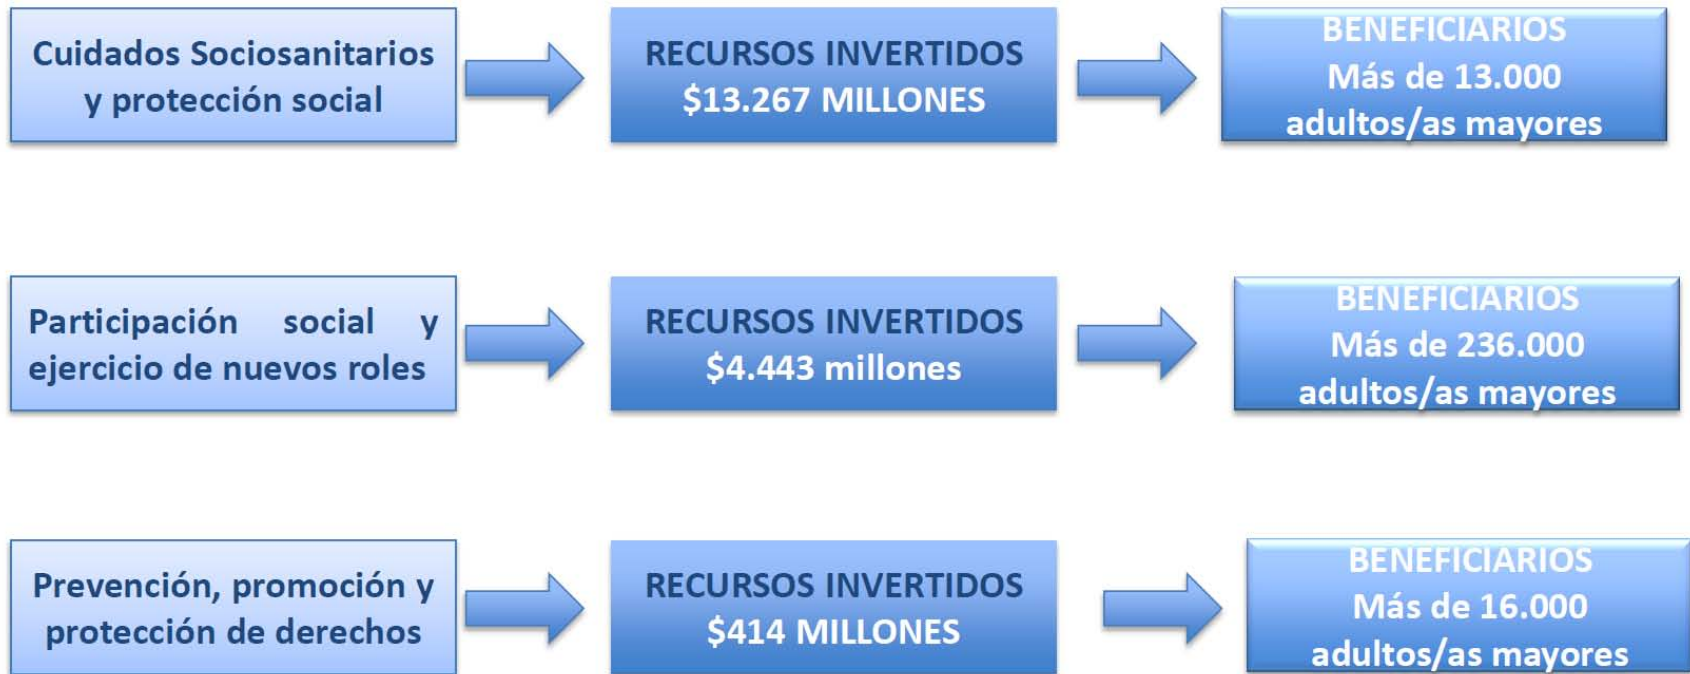 Cuidados Sociosanitarios
y protección social
RECURSOS INVERTIDOS
$13.267 MILLONES
BENEFICIARIOS
Más de 13.000
adultos/as mayores
Participación social y
ejercicio de nuevos roles
RECURSOS INVERTIDOS
$4.443 millones
BENEFICIARIOS
Más de 236.000
adultos/as mayores
Prevención, promoción y
protección de derechos
RECURSOS INVERTIDOS
$414 MILLONES
BENEFICIARIOS
Más de 16.000
adultos/as mayores